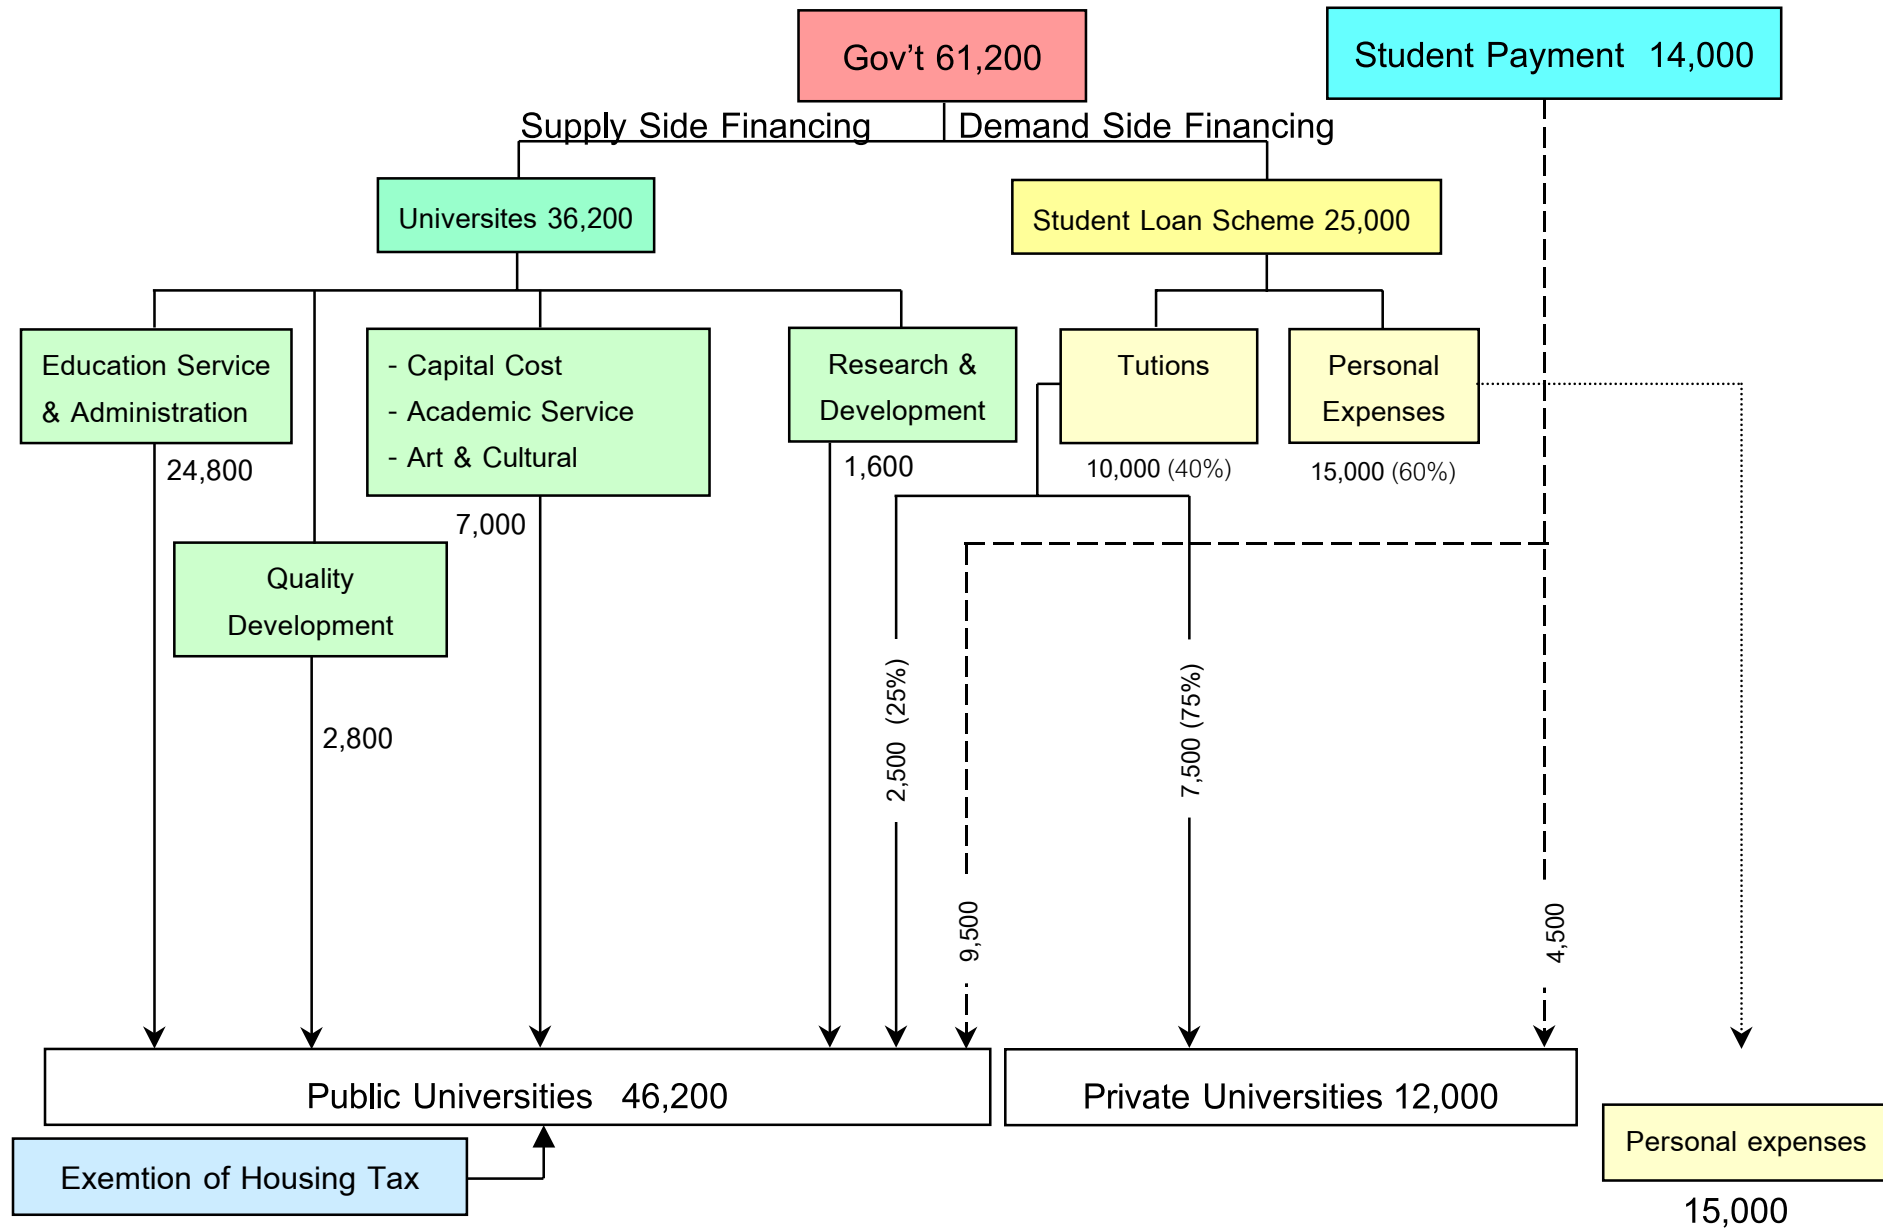 Gov't 61,200
Student Payment 14,000
Supply Side Financing
Demand Side Financing
Universites 36,200
Student Loan Scheme 25,000
Education Service
& Administration
24,800
- Capital Cost
- Academic Service
- Art & Cultural
7,000
Research &
Development
1,600
Tutions
10,000 (40%)
Personal
Expenses
15,000 (60%)
Quality
Development
2,800
2,500 (25%)
9,500
7,500 (75%)
4,500
Public Universities 46,200
Private Universities 12,000
Exemtion of Housing Tax
Personal expenses
15,000